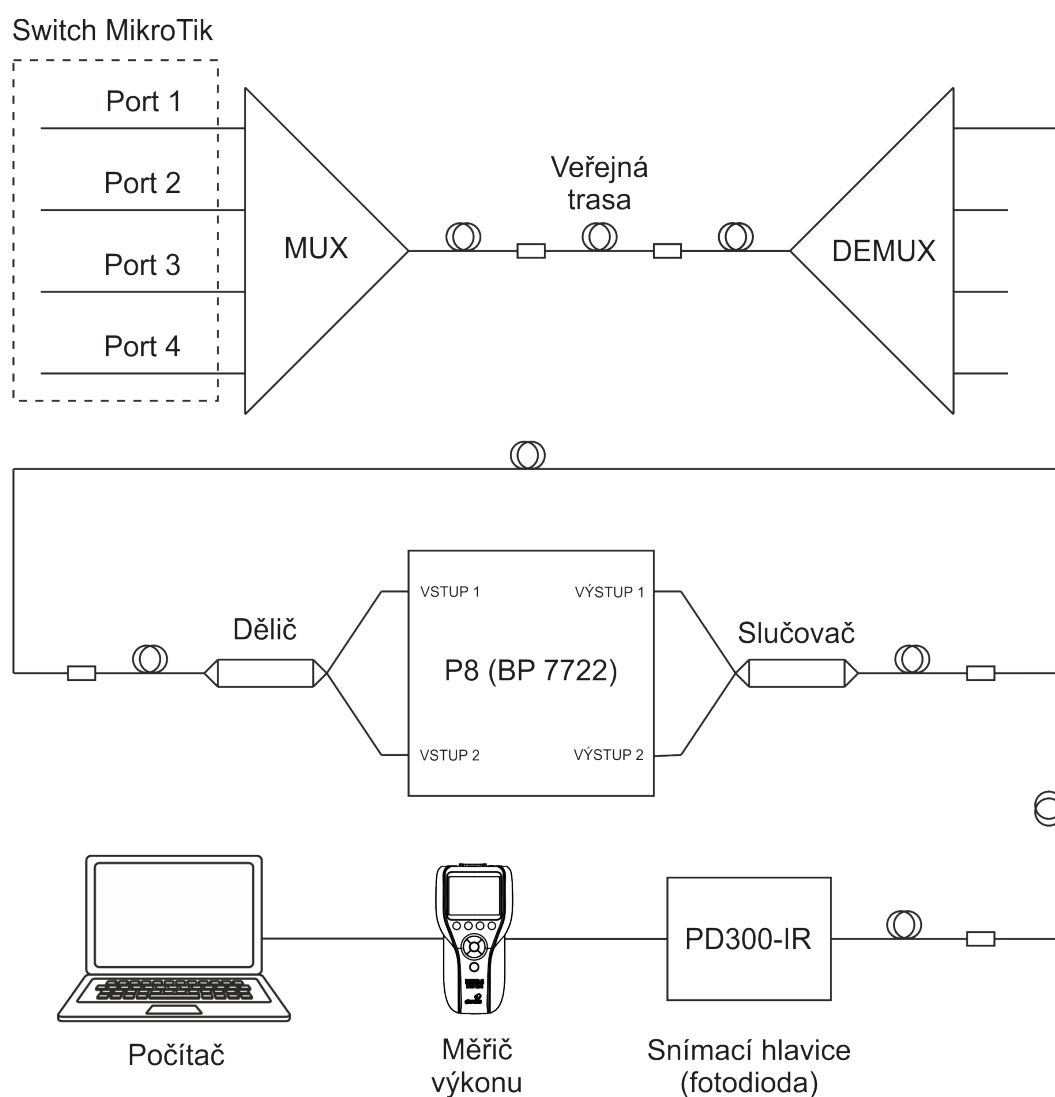 Switch MikroTik
Port 1
Port 2
Port 3
Port 4
MUX
Veřejná
trasa
DEMUX
Dělič
VSTUP 1
VSTUP 2
P8 (BP 7722)
VÝSTUP 1
VÝSTUP 2
Slučovač
PD300-IR
Počítač
Měřič
výkonu
Snímací hlavice
(fotodioda)